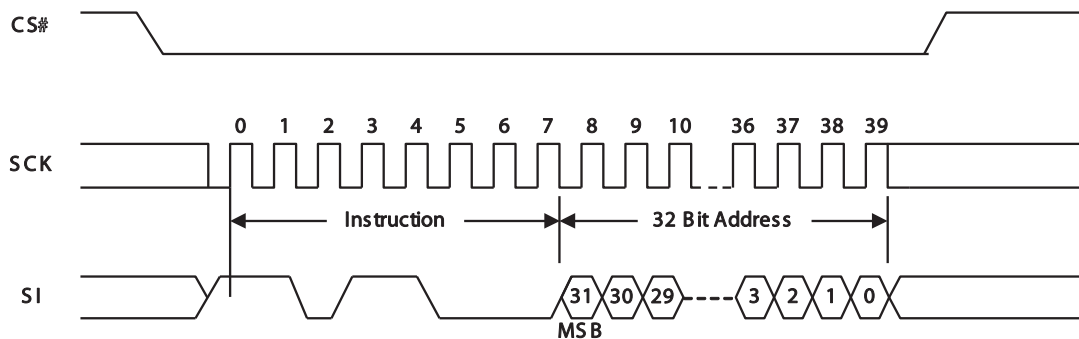 CS#
0 1 2 3 4 5 6 7 8 9 10 36 37 38 39
SCK
Instruction 32 Bit Address
SI 31 30 29 3 2 1 0
MSB